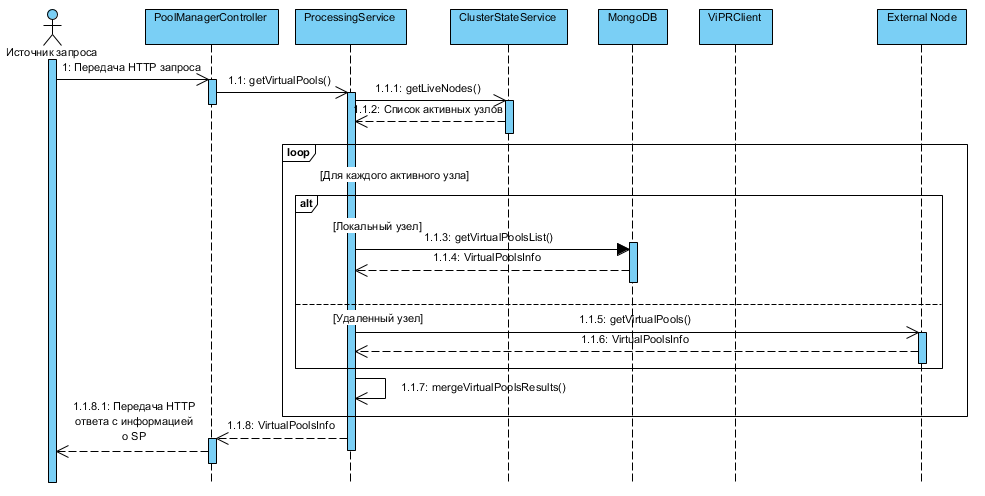 PoolManagerController
ProcessingService
ClusterStateService
MongoDB
ViPRClient
External Node
Источник запроса
1: Передача HTTP запроса
1.1: getVirtualPools()
1.1.1: getLiveNodes()
1.1.2: Список активных узлов
loop
[Для каждого активного узла]
alt
[Локальный узел]
1.1.3: getVirtualPoolsList()
1.1.4: VirtualPoolsInfo
[Удаленный узел]
1.1.5: getVirtualPools()
1.1.6: VirtualPoolsInfo
1.1.7: mergeVirtualPoolsResults()
1.1.8.1: Передача HTTP
ответа с информацией
о SP
1.1.8: VirtualPoolsInfo